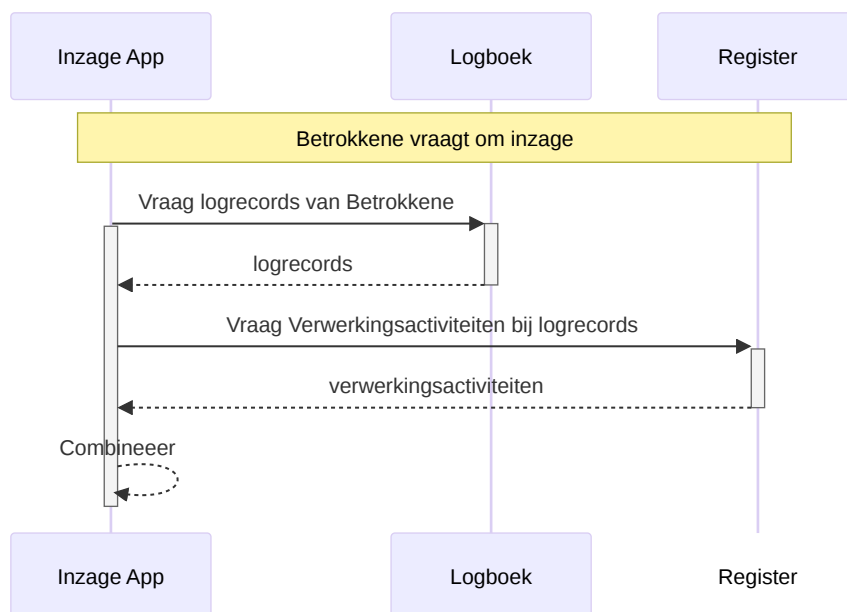 Inzage App
Logboek
Register
Betrokkene vraagt om inzage
Vraag logrecords van Betrokkene
logrecords
Vraag Verwerkingsactiviteiten bij logrecords
verwerkingsactiviteiten
Combineeer
Inzage App
Logboek
Register